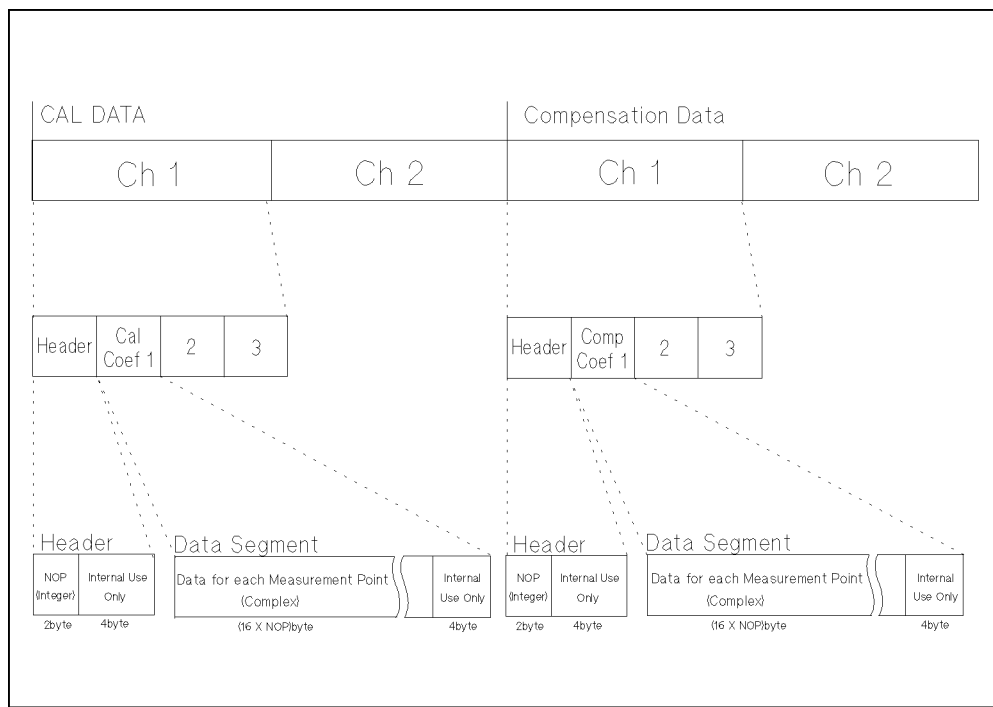 CAL DATA
Compensation Data
Ch 1
Ch 2
Ch 1
Ch 2
Header
Cal
Coef 1
2
3
Header
Comp
Coef 1
2
3
Header
Data Segment
Header
Data Segment
NOP
(Integer)
Internal Use
Only
Data for each Measurement Point
(Complex)
Internal
Use Only
NOP
(Integer)
Internal Use
Only
Data for each Measurement Point
(Complex)
Internal
Use Only
2byte
4byte
(16 X NOP)byte
4byte
2byte
4byte
(16 X NOP)byte
4byte